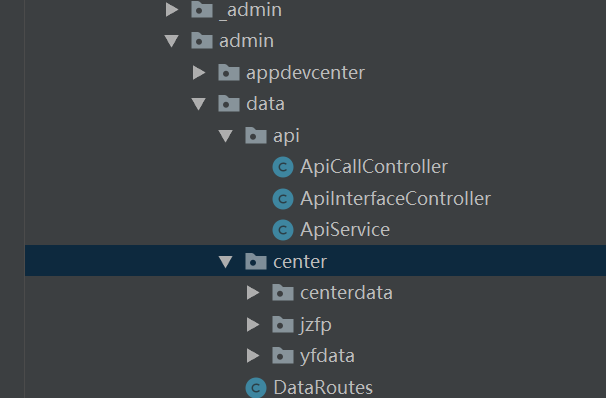 _admin
admin
appdevcenter
data
api
ApiCallController
ApiInterfaceController
ApiService
center
centerdata
jzfp
yfdata
DataRoutes